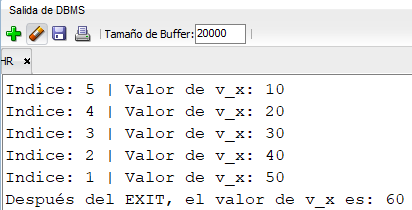 Salida de DBMS
Tamaño de Buffer: 20000
HR ×
Indice: 5 | Valor de v_x: 10
Indice: 4 | Valor de v_x: 20
Indice: 3 | Valor de v_x: 30
Indice: 2 | Valor de v_x: 40
Indice: 1 | Valor de v_x: 50
Después del EXIT, el valor de v_x es: 60